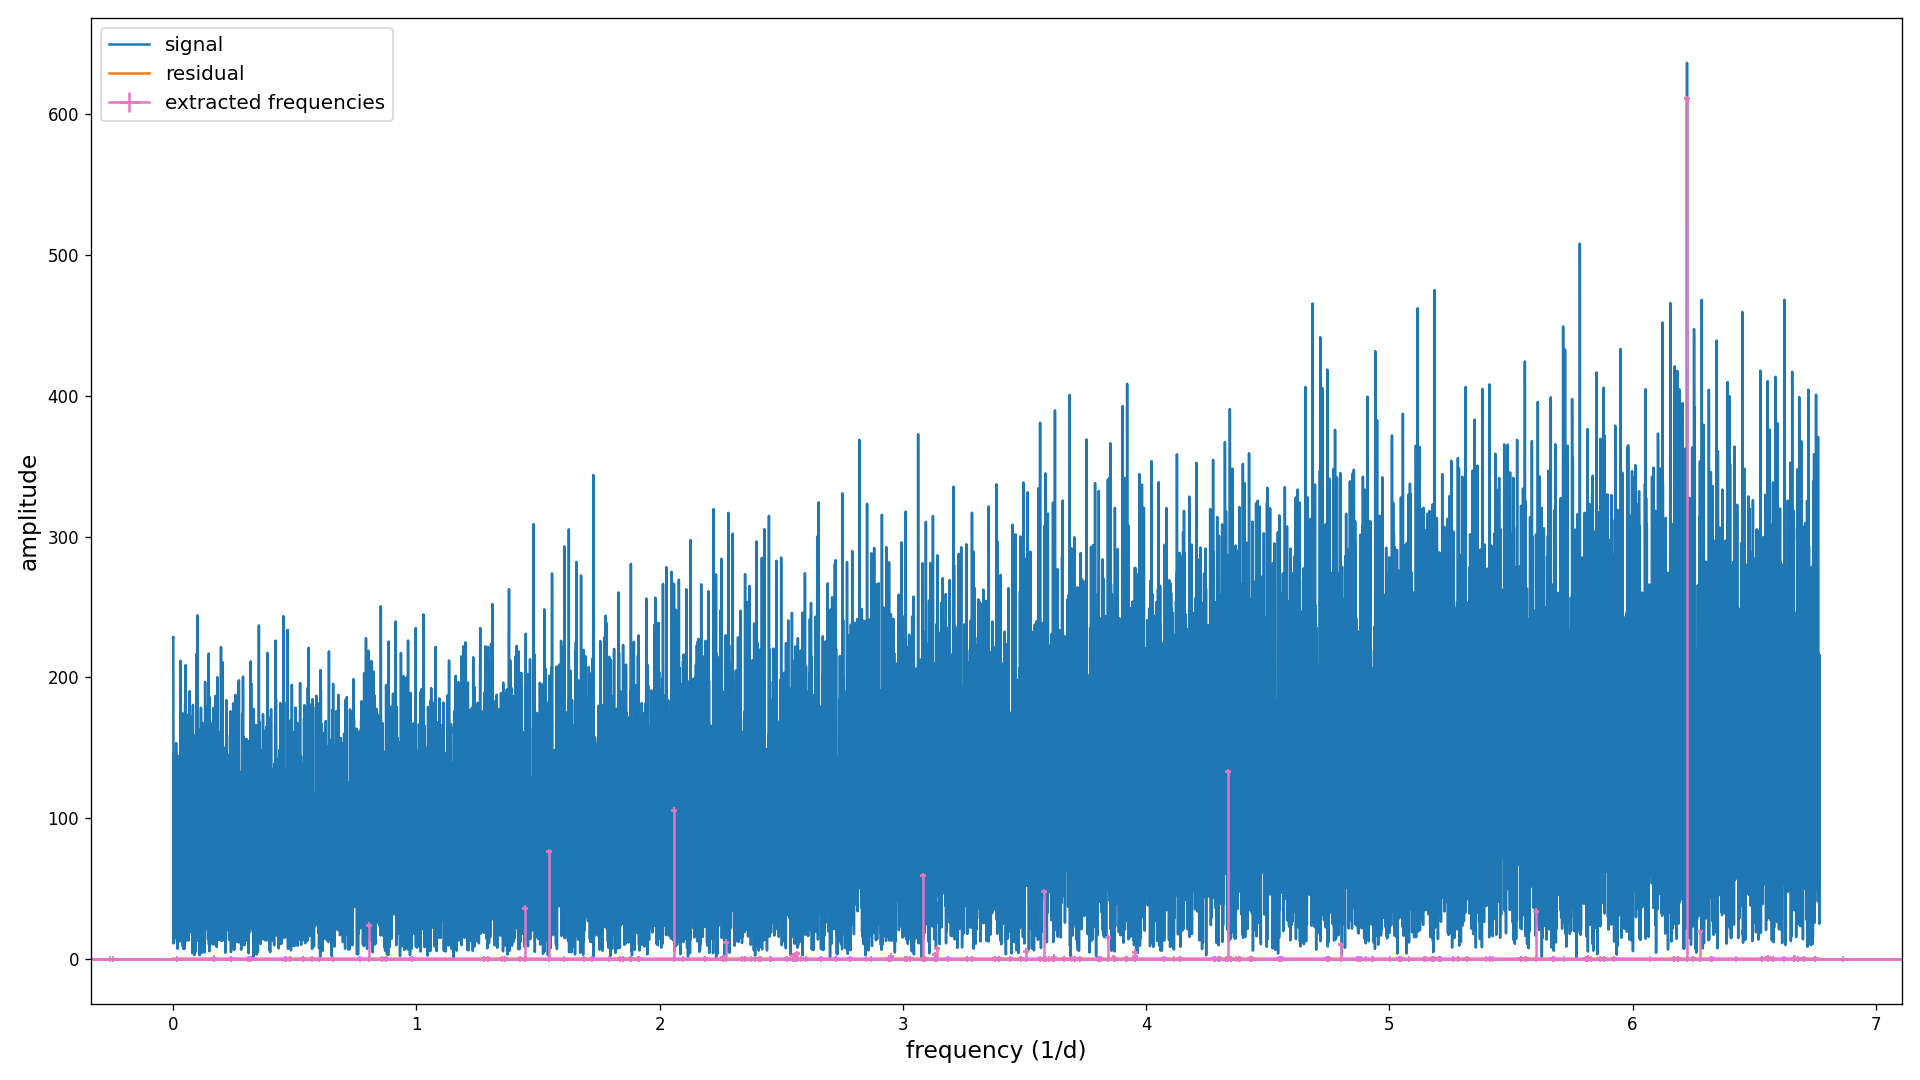 signal
residual
extracted frequencies
600
500
400
300
200
100
0
amplitude
0 1 2 3 4 5 6 7
frequency (1/d)